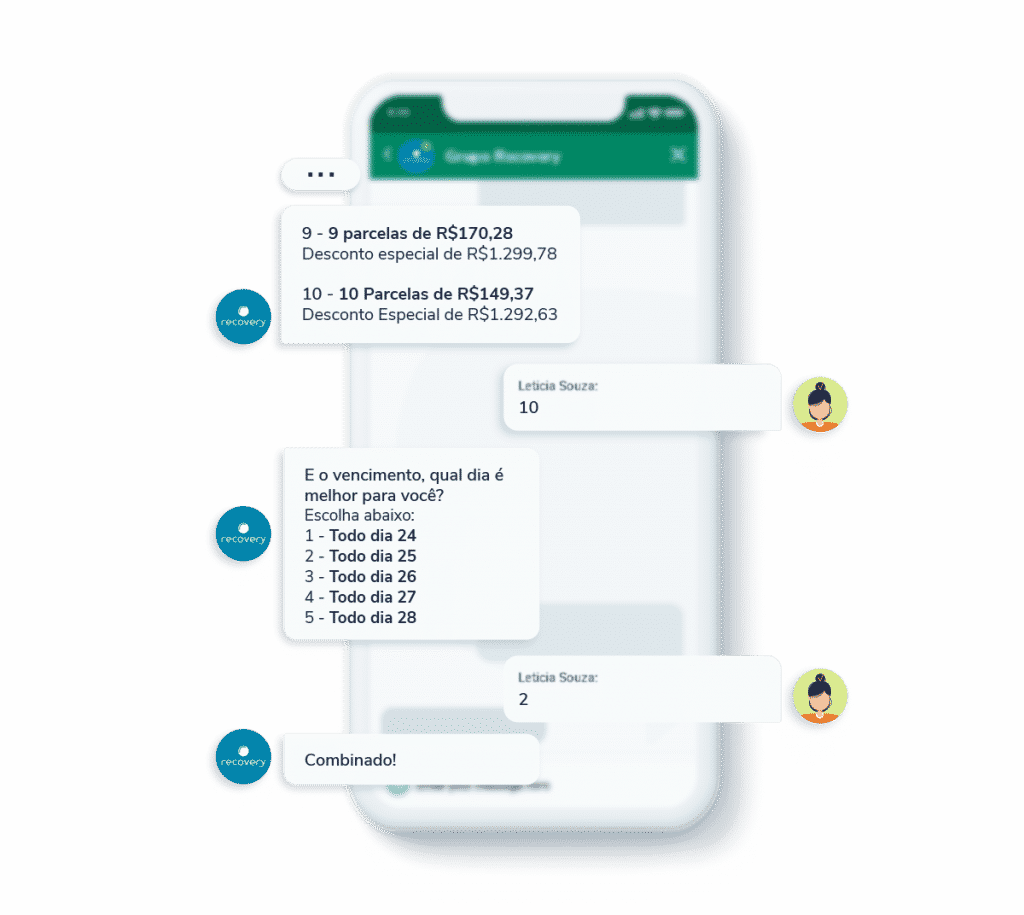 Grupo Recovery
...
9 - 9 parcelas de R$170,28
Desconto especial de R$1.299,78
10 - 10 Parcelas de R$149,37
Desconto Especial de R$1.292,63
recovery
Leticia Souza:
10
E o vencimento, qual dia é
melhor para você?
Escolha abaixo:
1 - Todo dia 24
2 - Todo dia 25
3 - Todo dia 26
4 - Todo dia 27
5 - Todo dia 28
recovery
Leticia Souza:
2
Combinado!
recovery